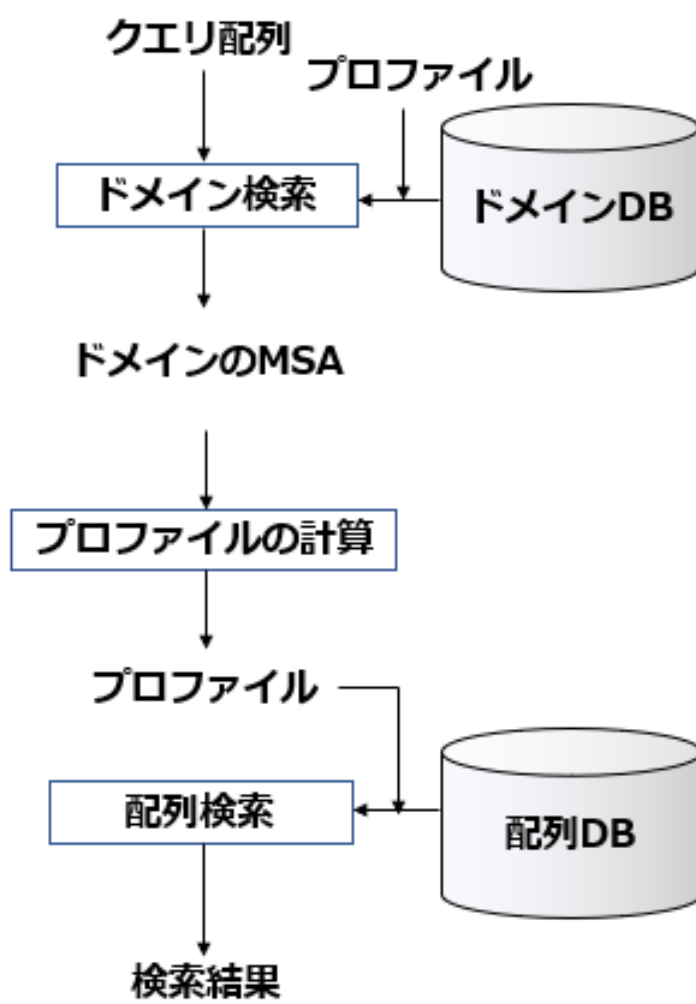 クエリ配列
プロファイル
ドメイン検索
ドメインDB
ドメインのMSA
プロファイルの計算
プロファイル
配列検索
配列DB
検索結果